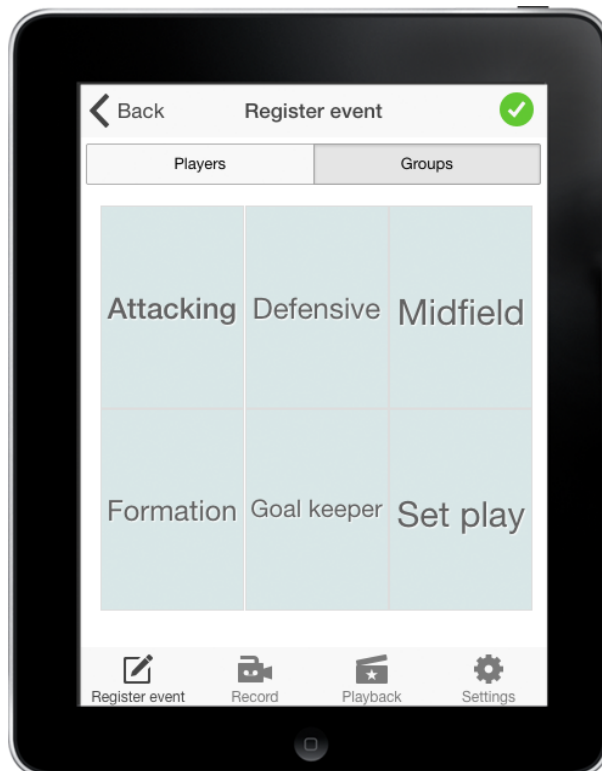 Back Register event
Players Groups
Attacking Defensive Midfield
Formation Goal keeper Set play
Register event Record Playback Settings